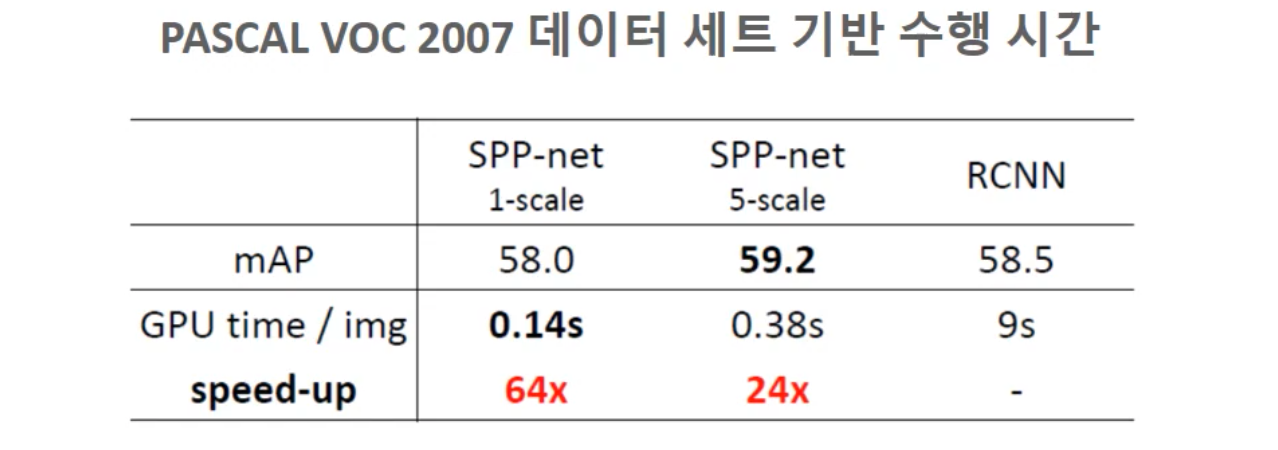 PASCAL VOC 2007 데이터 세트 기반 수행 시간
SPP-net SPP-net RCNN
1-scale 5-scale
mAP 58.0 59.2 58.5
GPU time / img 0.14s 0.38s 9s
speed-up 64x 24x -